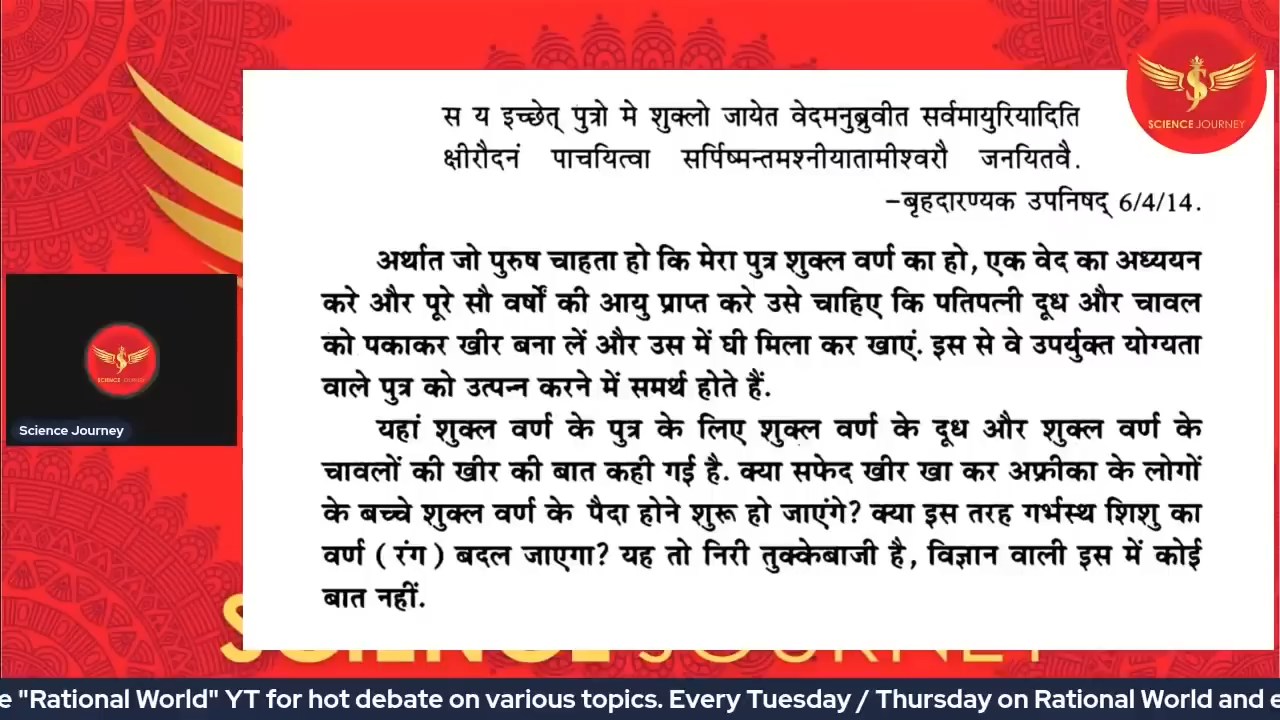 स य इच्छेत् पुत्रो मे शुक्लो जायेत वेदमनुब्रुवीत सर्वमायुरियादिति
क्षीरौदनं पाचयित्वा सर्पिष्मन्तमश्नीयातामीश्वरौ जनयितवै.
–बृहदारण्यक उपनिषद् 6/4/14.
अर्थात जो पुरुष चाहता हो कि मेरा पुत्र शुक्ल वर्ण का हो, एक वेद का अध्ययन
करे और पूरे सौ वर्षों की आयु प्राप्त करे उसे चाहिए कि पतिपत्नी दूध और चावल
को पकाकर खीर बना लें और उस में घी मिला कर खाएं. इस से वे उपर्युक्त योग्यता
वाले पुत्र को उत्पन्न करने में समर्थ होते हैं.
यहां शुक्ल वर्ण के पुत्र के लिए शुक्ल वर्ण के दूध और शुक्ल वर्ण के
चावलों की खीर की बात कही गई है. क्या सफेद खीर खा कर अफ्रीका के लोगों
के बच्चे शुक्ल वर्ण के पैदा होने शुरू हो जाएंगे? क्या इस तरह गर्भस्थ शिशु का
वर्ण (रंग) बदल जाएगा? यह तो निरी तुक्केबाजी है, विज्ञान वाली इस में कोई
बात नहीं.
SCIENCE JOURNEY
SCIENCE JOURNEY
Science Journey
SCIENCE JOURNEY
e "Rational World" YT for hot debate on various topics. Every Tuesday / Thursday on Rational World and e